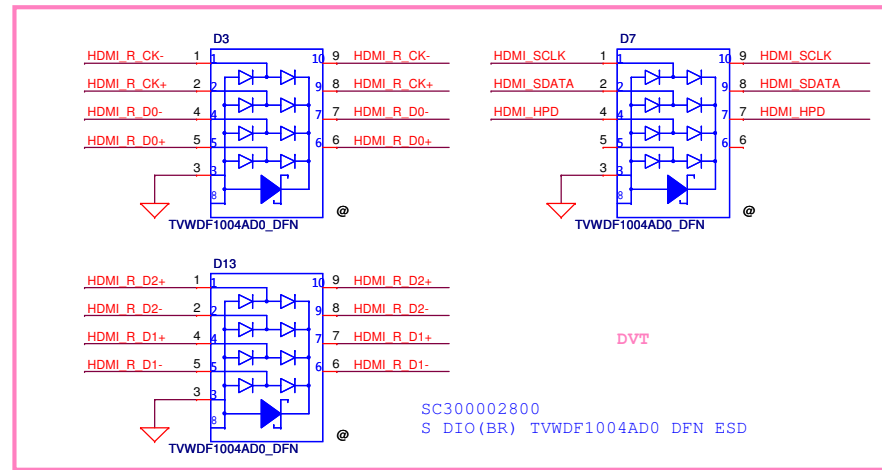 D3
HDMI_R_CK- 1 1 10 9 HDMI_R_CK-
HDMI_R_CK+ 2 2 9 8 HDMI_R_CK+
HDMI_R_D0- 4 4 7 7 HDMI_R_D0-
HDMI_R_D0+ 5 5 6 6 HDMI_R_D0+
3 3
8
TVWDF1004AD0_DFN @
D7
HDMI_SCLK 1 1 10 9 HDMI_SCLK
HDMI_SDATA 2 2 9 8 HDMI_SDATA
HDMI_HPD 4 4 7 7 HDMI_HPD
5 5 6 6
3 3
8
TVWDF1004AD0_DFN @
D13
HDMI_R_D2+ 1 1 10 9 HDMI_R_D2+
HDMI_R_D2- 2 2 9 8 HDMI_R_D2-
HDMI_R_D1+ 4 4 7 7 HDMI_R_D1+
HDMI_R_D1- 5 5 6 6 HDMI_R_D1-
3 3
8
TVWDF1004AD0_DFN @
DVT
SC300002800
S DIO(BR) TVWDF1004AD0 DFN ESD